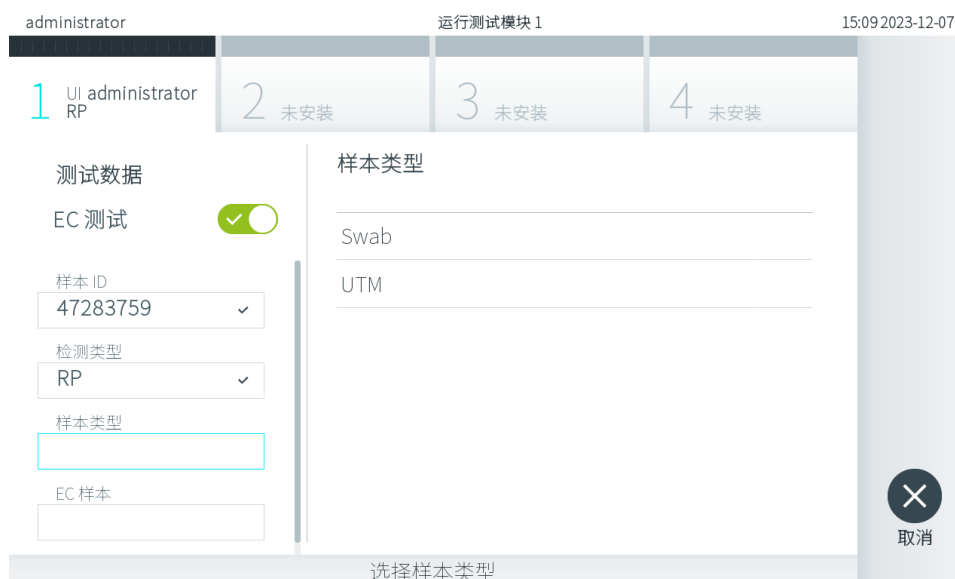 administrator
运行测试模块 1
15:09 2023-12-07
1 UI administrator
RP
2 未安装
3 未安装
4 未安装
测试数据
EC 测试
样本 ID
47283759
检测类型
RP
样本类型
EC 样本
样本类型
Swab
UTM
取消
选择样本类型